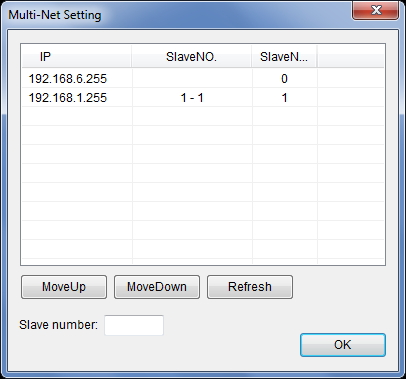 Multi-Net Setting
IP SlaveNO. SlaveN...
192.168.6.255 0
192.168.1.255 1 - 1 1
MoveUp MoveDown Refresh
Slave number:
OK